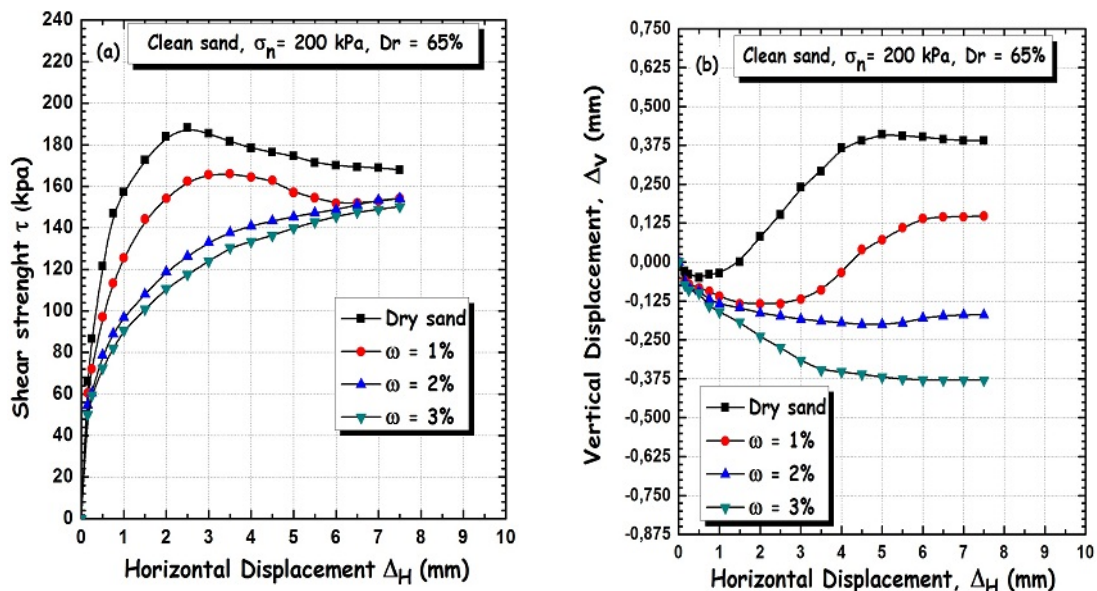 (a)
Clean sand, σn= 200 kPa, Dr = 65%
240
220
200
180
160
140
120
100
80
60
40
20
0
Shear strenght τ (kpa)
Dry sand
ω = 1%
ω = 2%
ω = 3%
0 1 2 3 4 5 6 7 8 9 10
Horizontal Displacement ΔH (mm)
(b)
Clean sand, σn= 200 kPa, Dr = 65%
0,750
0,625
0,500
0,375
0,250
0,125
0,000
-0,125
-0,250
-0,375
-0,500
-0,625
-0,750
-0,875
Vertical Displacement, ΔV (mm)
Dry sand
ω = 1%
ω = 2%
ω = 3%
0 1 2 3 4 5 6 7 8 9 10
Horizontal Displacement, ΔH (mm)